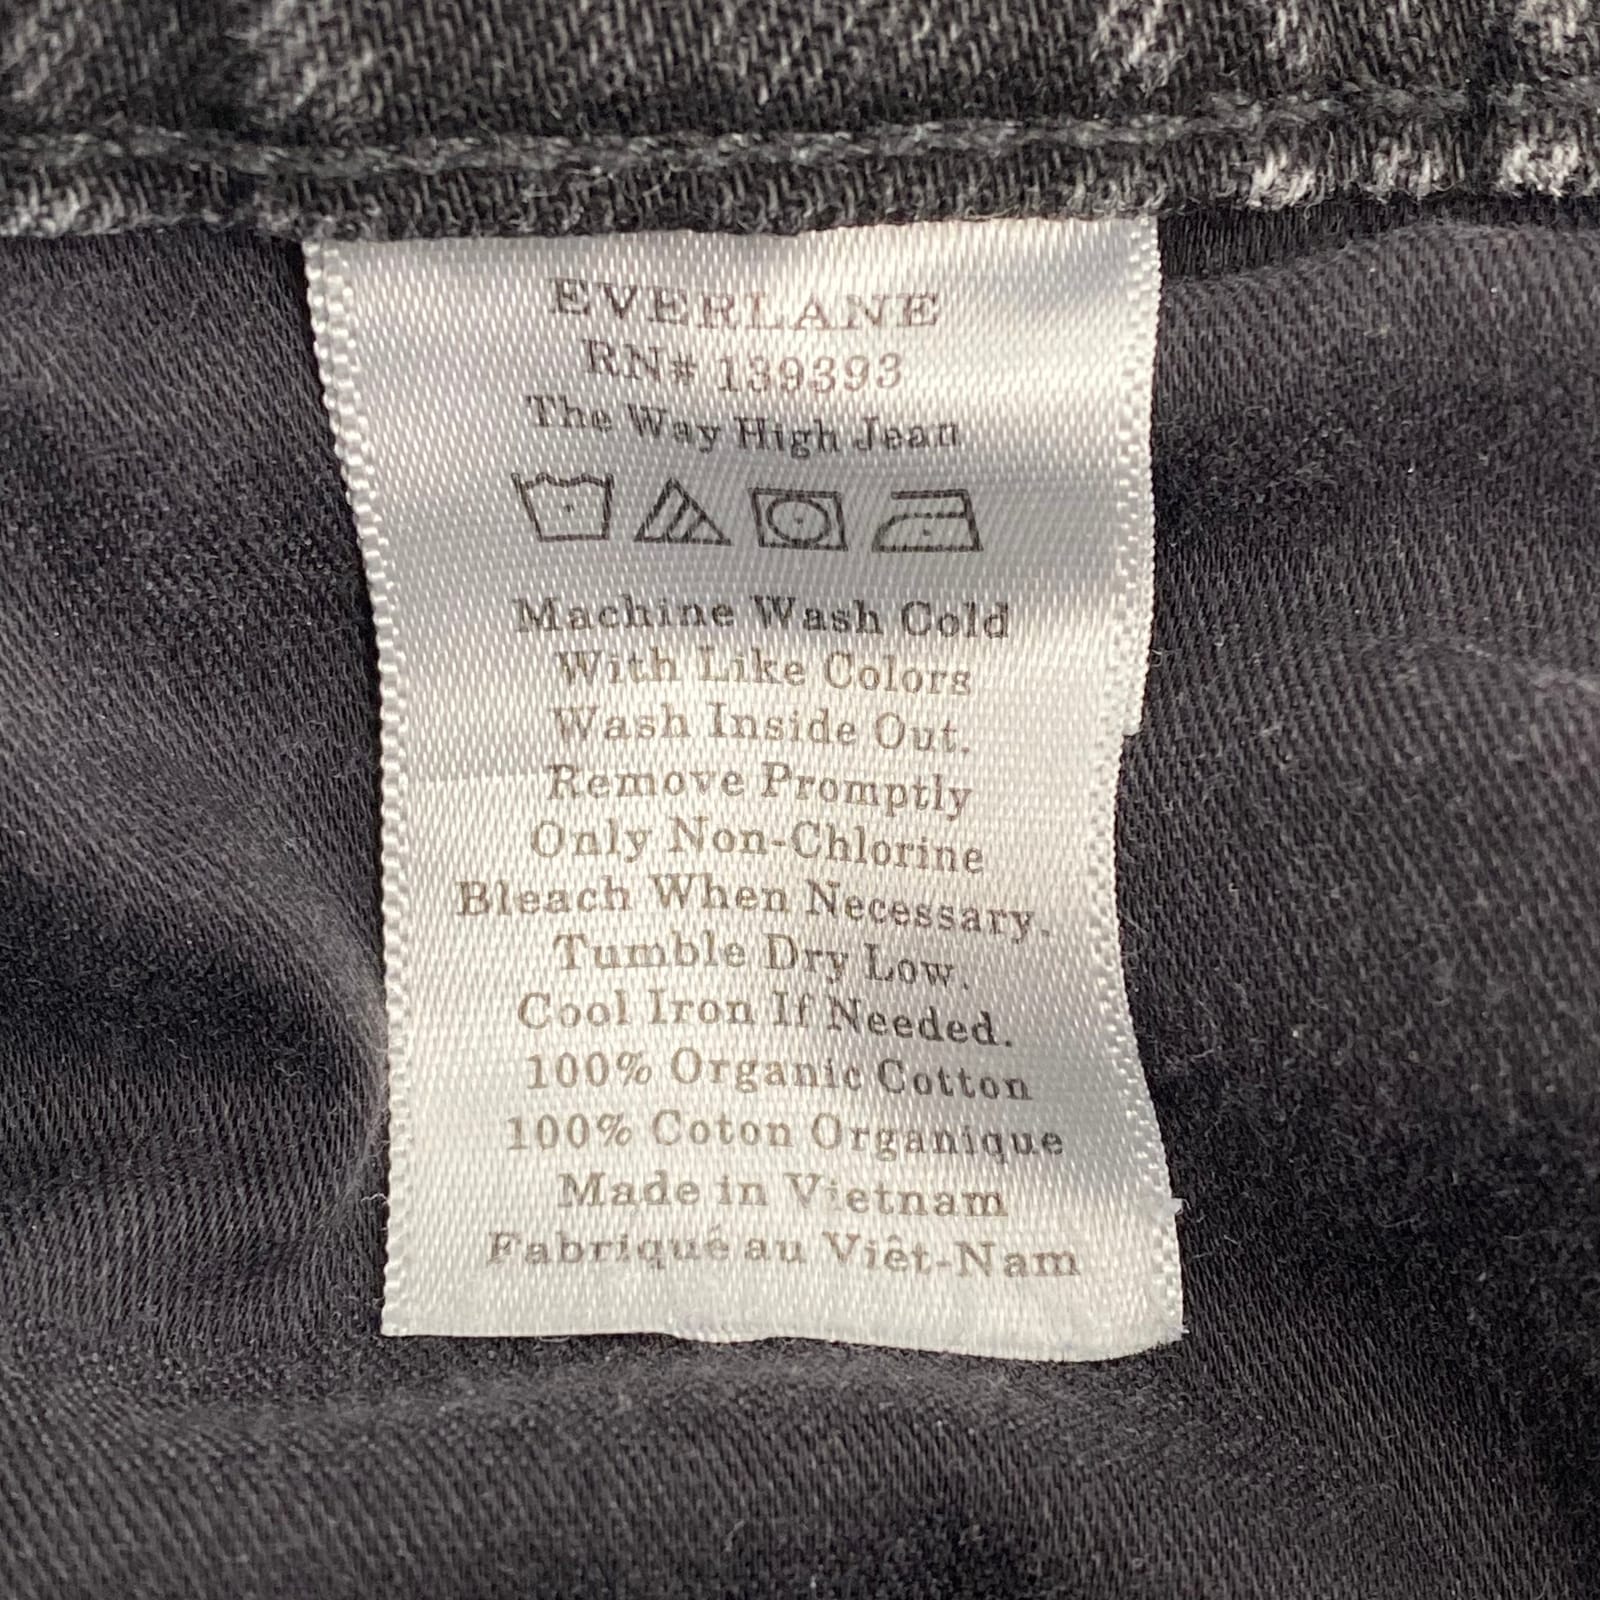 EVERLANE
RN# 139393
The Way High Jean
Machine Wash Cold
With Like Colors
Wash Inside Out.
Remove Promptly
Only Non-Chlorine
Bleach When Necessary.
Tumble Dry Low.
Cool Iron If Needed.
100% Organic Cotton
100% Coton Organique
Made in Vietnam
Fabriqué au Viêt-Nam